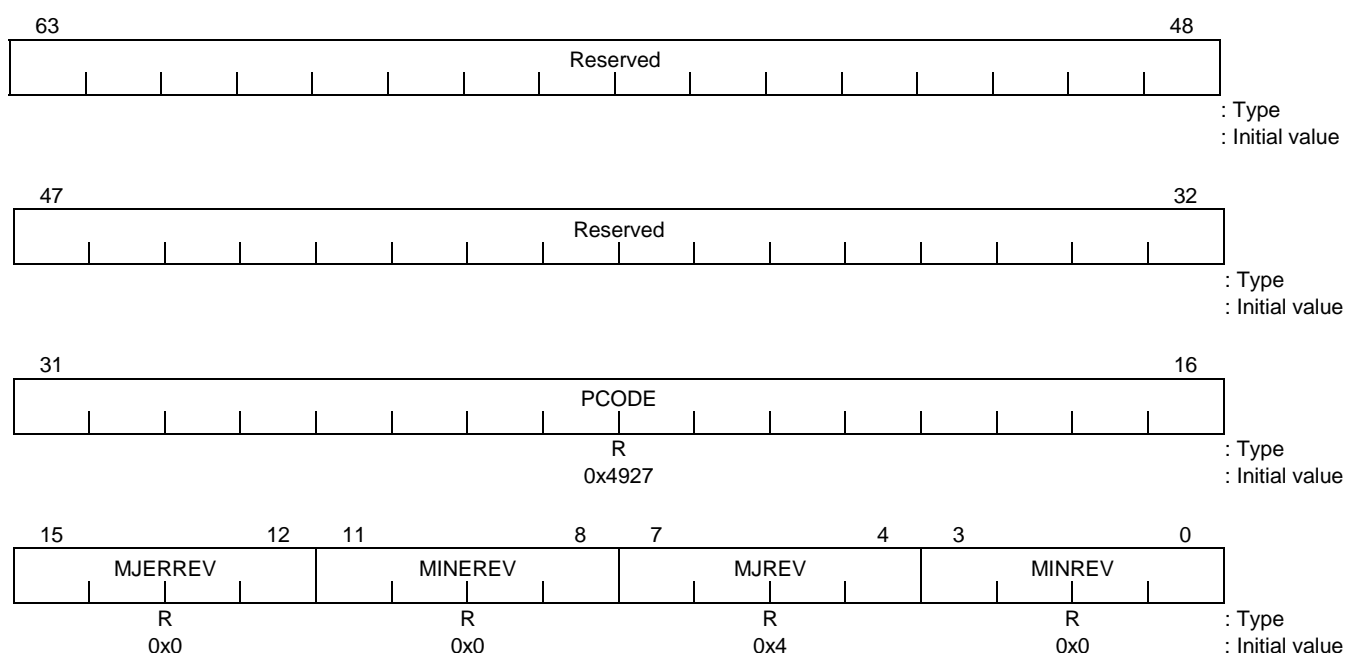 63 48
Reserved
: Type
: Initial value
47 32
Reserved
: Type
: Initial value
31 16
PCODE
R : Type
0x4927 : Initial value
15 12 11 8 7 4 3 0
MJERREV MINEREV MJREV MINREV
R R R R : Type
0x0 0x0 0x4 0x0 : Initial value